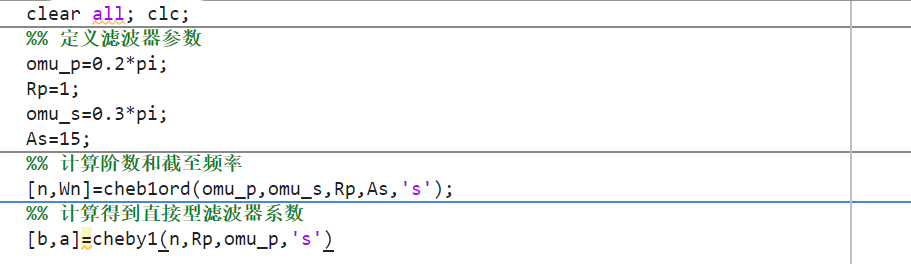 clear all; clc;
%% 定义滤波器参数
omu_p=0.2*pi;
Rp=1;
omu_s=0.3*pi;
As=15;
%% 计算阶数和截至频率
[n,Wn]=cheb1ord(omu_p,omu_s,Rp,As,'s');
%% 计算得到直接型滤波器系数
[b,a]=cheby1(n,Rp,omu_p,'s')